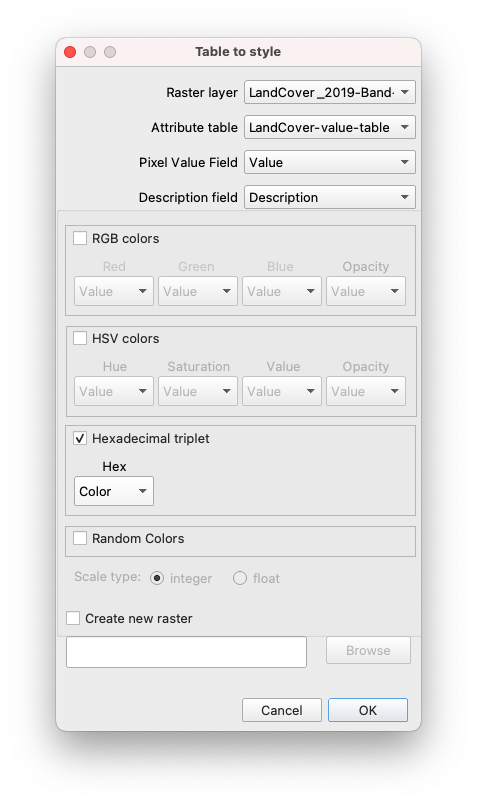 Table to style
Raster layer LandCover_2019-Band-
Attribute table LandCover-value-table
Pixel Value Field Value
Description field Description
RGB colors
Red Green Blue Opacity
Value Value Value Value
HSV colors
Hue Saturation Value Opacity
Value Value Value Value
Hexadecimal triplet
Hex
Color
Random Colors
Scale type: integer float
Create new raster
Browse
Cancel OK